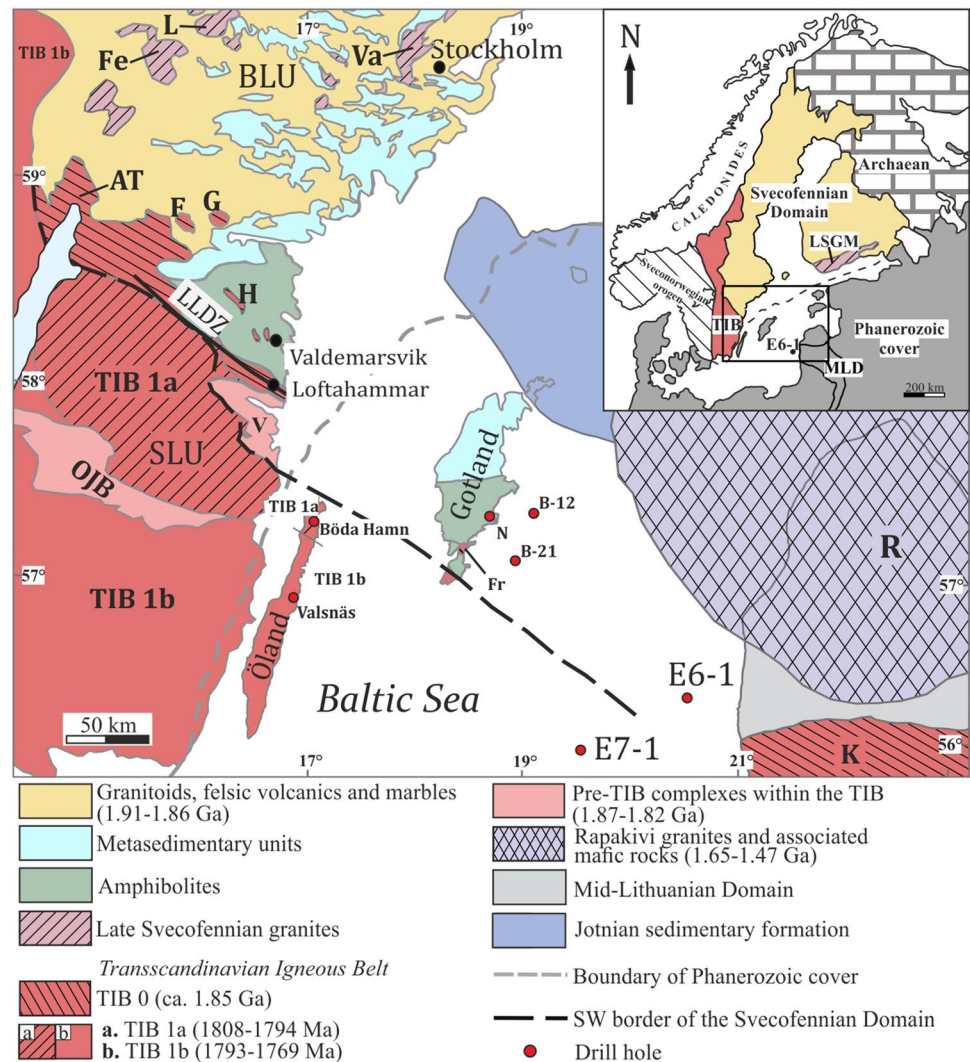 TIB 1b
L
Fe
BLU
17°
Va
Stockholm
19°
59°
AT
F
G
H
LLDZ
Valdemarsvik
Loftahammar
58°
TIB 1a
V
SLU
OJB
TIB 1a
Böda Hamn
TIB 1b
Valsnäs
Öland
57°
TIB 1b
Gotland
N
B-12
B-21
Fr
Baltic Sea
E6-1
E7-1
R
57°
K
56°
50 km
17°
19°
21°
N
CALEDONIDES
Archaean
Svecofennian
Domain
LSGM
Sveconorwegian
orogen
TIB
E6-1
Phanerozoic
cover
MLD
200 km
Granitoids, felsic volcanics and marbles
(1.91-1.86 Ga)
Metasedimentary units
Amphibolites
Late Svecofennian granites
Transscandinavian Igneous Belt
TIB 0 (ca. 1.85 Ga)
a b a. TIB 1a (1808-1794 Ma)
b. TIB 1b (1793-1769 Ma)
Pre-TIB complexes within the TIB
(1.87-1.82 Ga)
Rapakivi granites and associated
mafic rocks (1.65-1.47 Ga)
Mid-Lithuanian Domain
Jotnian sedimentary formation
Boundary of Phanerozoic cover
SW border of the Svecofennian Domain
Drill hole